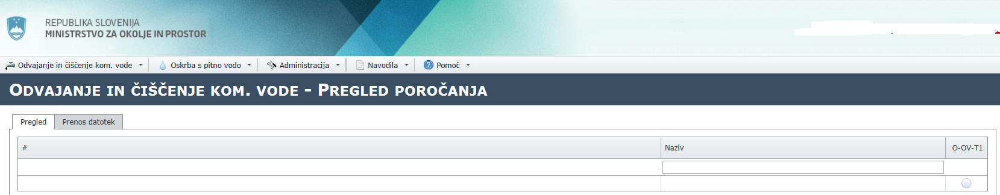 REPUBLIKA SLOVENIJA
MINISTRSTVO ZA OKOLJE IN PROSTOR
Odvajanje in čiščenje kom. vode Oskrba s pitno vodo Administracija Navodila Pomoč
Odvajanje in čiščenje kom. vode - Pregled poročanja
Pregled Prenos datotek
# Naziv O-OV-T1